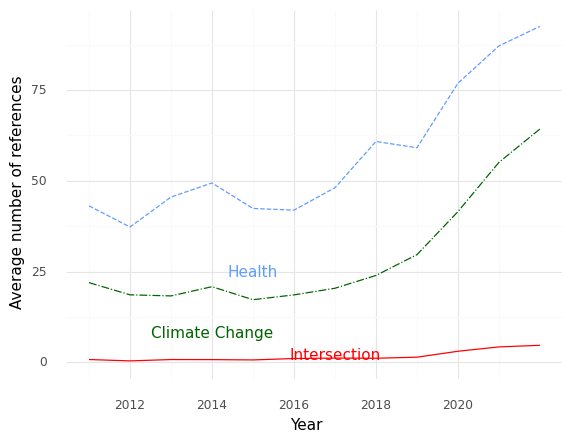 Average number of references
75
50
25
0
Health
Climate Change
Intersection
2012 2014 2016 2018 2020
Year